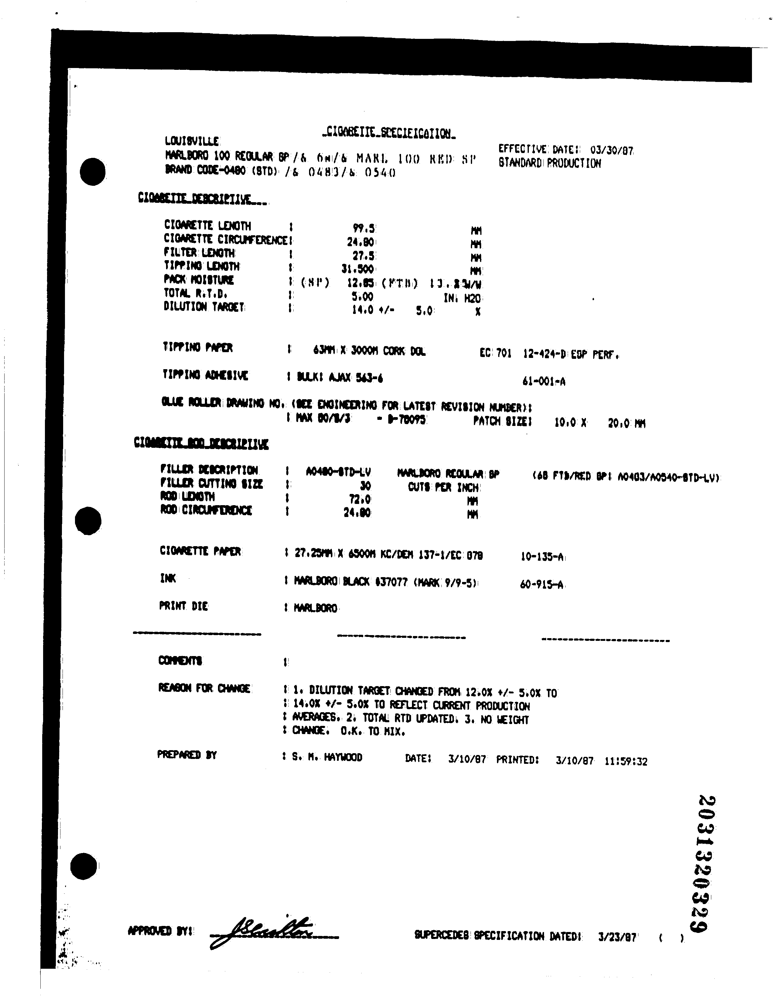 _CIGARETTE_SPECIFICATION_
LOUISVILLE
EFFECTIVE DATE: 03/30/87
MARLBORO 100 REGULAR SP /& 6M/& MARL 100 RED SP
STANDARD PRODUCTION
BRAND CODE-0480 (STD) /& 0483/& 0540
CIGARETTE DESCRIPTIVE
CIGARETTE LENGTH : 99.5 MM
CIGARETTE CIRCUMFERENCE: 24.80 MM
FILTER LENGTH : 27.5 MM
TIPPING LENGTH : 31.500 MM
PACK MOISTURE : (SP) 12.85 (FTB) 13. W/W
TOTAL R.T.D. : 5.00 IN. H2O
DILUTION TARGET : 14.0 +/- 5.0 %
TIPPING PAPER : 63MM X 3000M CORK DOL EC 701 12-424-D ESP PERF.
TIPPING ADHESIVE : BULK: AJAX 563-6 61-001-A
GLUE ROLLER DRAWING NO. (SEE ENGINEERING FOR LATEST REVISION NUMBER):
: MAX 80/8/3 - B-78095 PATCH SIZE: 10.0 X 20.0 MM
CIGARETTE ROD DESCRIPTIVE
FILLER DESCRIPTION : A0480-STD-LV MARLBORO REGULAR SP (68 FTB/RED SP: A0403/A0540-STD-LV)
FILLER CUTTING SIZE : 30 CUTS PER INCH
ROD LENGTH : 72.0 MM
ROD CIRCUMFERENCE : 24.80 MM
CIGARETTE PAPER : 27.25MM X 6500M KC/DEM 137-1/EC 078 10-135-A
INK : MARLBORO BLACK #37077 (MARK 9/9-5) 60-915-A
PRINT DIE : MARLBORO
COMMENTS :
REASON FOR CHANGE : 1. DILUTION TARGET CHANGED FROM 12.0% +/- 5.0% TO
: 14.0% +/- 5.0% TO REFLECT CURRENT PRODUCTION
: AVERAGES. 2. TOTAL RTD UPDATED. 3. NO WEIGHT
: CHANGE. O.K. TO MIX.
PREPARED BY : S. M. HAYWOOD DATE: 3/10/87 PRINTED: 3/10/87 11:59:32
2031320329
APPROVED BY:
SUPERCEDES SPECIFICATION DATED: 3/23/87 ( )